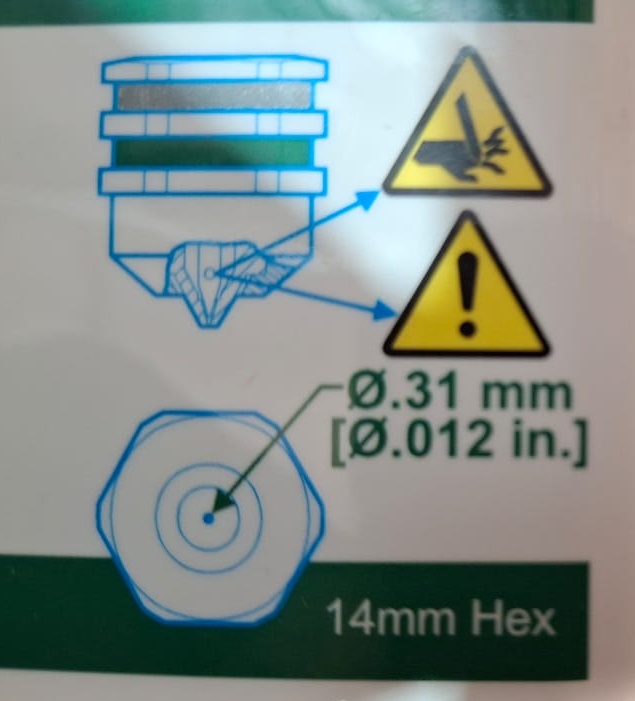 Ø.31 mm
[Ø.012 in.]
14mm Hex